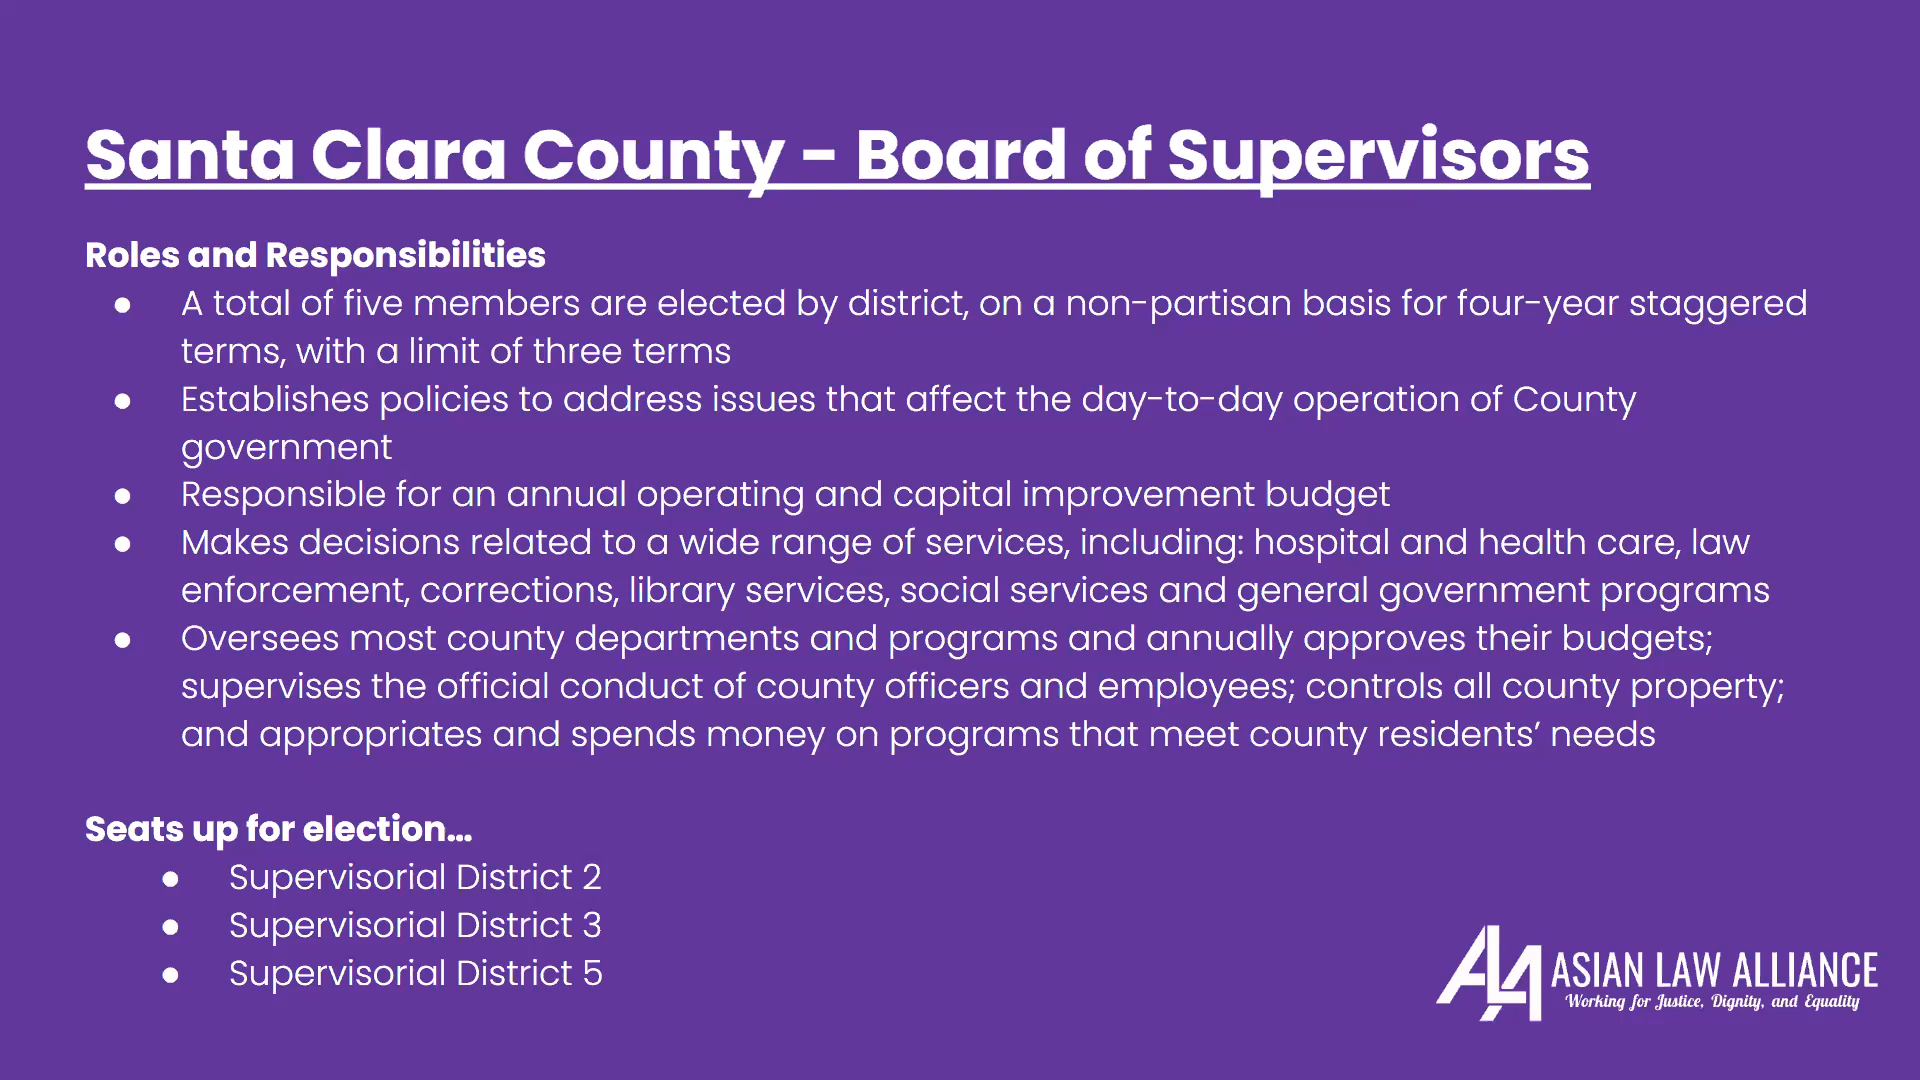 Santa Clara County - Board of Supervisors
Roles and Responsibilities
● A total of five members are elected by district, on a non-partisan basis for four-year staggered
terms, with a limit of three terms
● Establishes policies to address issues that affect the day-to-day operation of County
government
● Responsible for an annual operating and capital improvement budget
● Makes decisions related to a wide range of services, including: hospital and health care, law
enforcement, corrections, library services, social services and general government programs
● Oversees most county departments and programs and annually approves their budgets;
supervises the official conduct of county officers and employees; controls all county property;
and appropriates and spends money on programs that meet county residents’ needs
Seats up for election...
● Supervisorial District 2
● Supervisorial District 3
● Supervisorial District 5
ALA ASIAN LAW ALLIANCE
Working for Justice, Dignity, and Equality